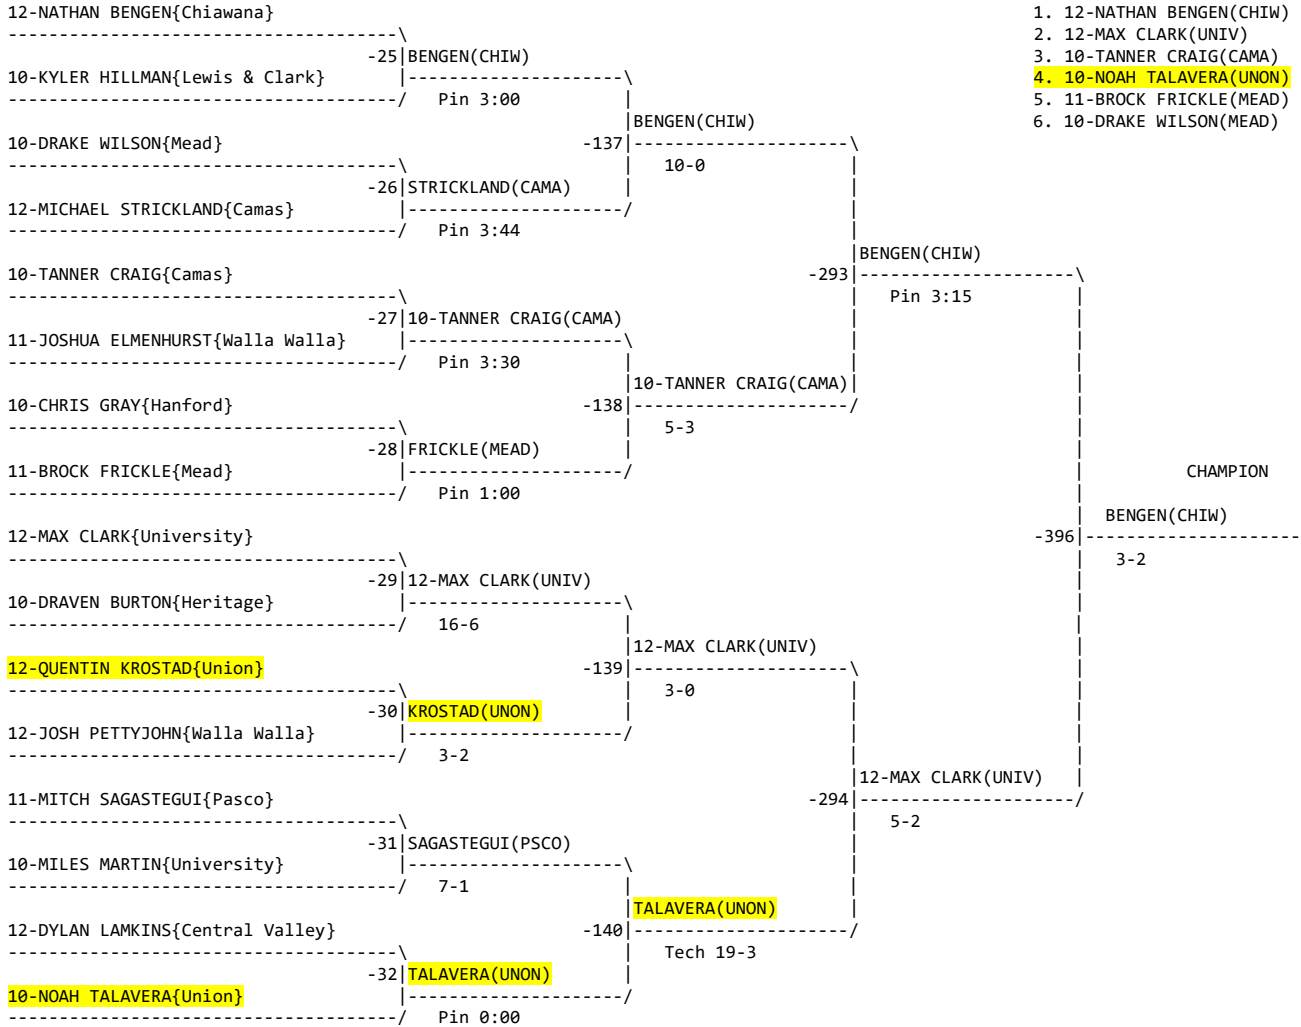 12-NATHAN BENGEN{Chiawana} 1. 12-NATHAN BENGEN(CHIW)
--------------------------------------\ 2. 12-MAX CLARK(UNIV)
-25|BENGEN(CHIW) 3. 10-TANNER CRAIG(CAMA)
10-KYLER HILLMAN{Lewis & Clark} |---------------------\ 4. 10-NOAH TALAVERA(UNON)
--------------------------------------/ Pin 3:00 | 5. 11-BROCK FRICKLE(MEAD)
|BENGEN(CHIW) 6. 10-DRAKE WILSON(MEAD)
10-DRAKE WILSON{Mead} -137|---------------------\
--------------------------------------\ | 10-0 |
-26|STRICKLAND(CAMA) | |
12-MICHAEL STRICKLAND{Camas} |---------------------/ |
--------------------------------------/ Pin 3:44 |
|BENGEN(CHIW)
10-TANNER CRAIG{Camas} -293|---------------------\
--------------------------------------\ | Pin 3:15 |
-27|10-TANNER CRAIG(CAMA) | |
11-JOSHUA ELMENHURST{Walla Walla} |---------------------\ | |
--------------------------------------/ Pin 3:30 | | |
|10-TANNER CRAIG(CAMA)| |
10-CHRIS GRAY{Hanford} -138|---------------------/ |
--------------------------------------\ | 5-3 |
-28|FRICKLE(MEAD) | |
11-BROCK FRICKLE{Mead} |---------------------/ | CHAMPION
--------------------------------------/ Pin 1:00 |
| BENGEN(CHIW)
12-MAX CLARK{University} -396|---------------------
--------------------------------------\ | 3-2
-29|12-MAX CLARK(UNIV) |
10-DRAVEN BURTON{Heritage} |---------------------\ |
--------------------------------------/ 16-6 | |
|12-MAX CLARK(UNIV) |
12-QUENTIN KROSTAD{Union} -139|---------------------\ |
--------------------------------------\ | 3-0 | |
-30|KROSTAD(UNON) | | |
12-JOSH PETTYJOHN{Walla Walla} |---------------------/ | |
--------------------------------------/ 3-2 | |
|12-MAX CLARK(UNIV) |
11-MITCH SAGASTEGUI{Pasco} -294|---------------------/
--------------------------------------\ | 5-2
-31|SAGASTEGUI(PSCO) |
10-MILES MARTIN{University} |---------------------\ |
--------------------------------------/ 7-1 | |
|TALAVERA(UNON) |
12-DYLAN LAMKINS{Central Valley} -140|---------------------/
--------------------------------------\ | Tech 19-3
-32|TALAVERA(UNON) |
10-NOAH TALAVERA{Union} |---------------------/
--------------------------------------/ Pin 0:00